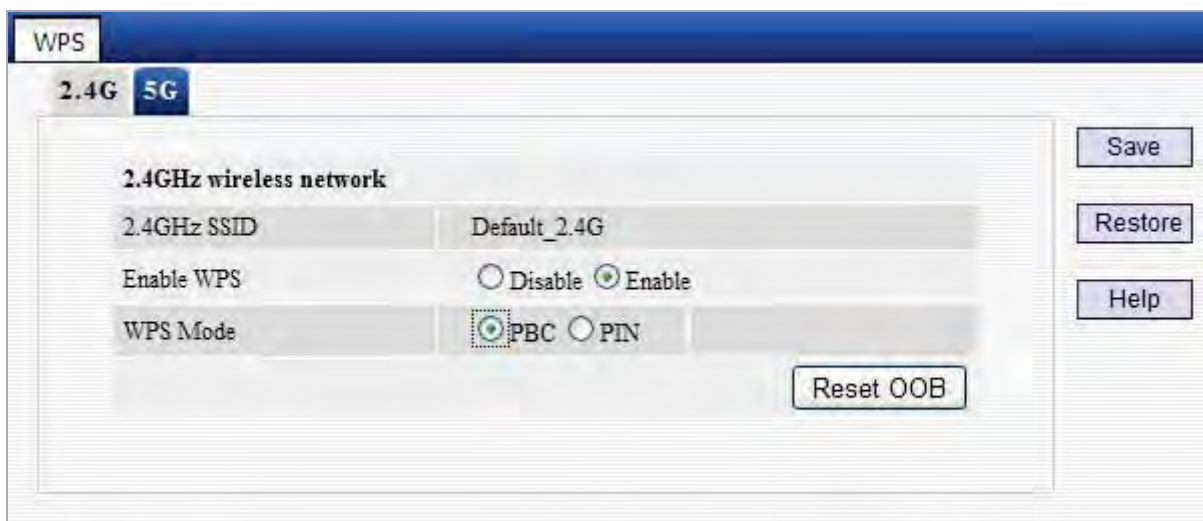 WPS
2.4G 5G
Save
2.4GHz wireless network
2.4GHz SSID Default_2.4G
Restore
Enable WPS Disable Enable
Help
WPS Mode PBC PIN
Reset OOB